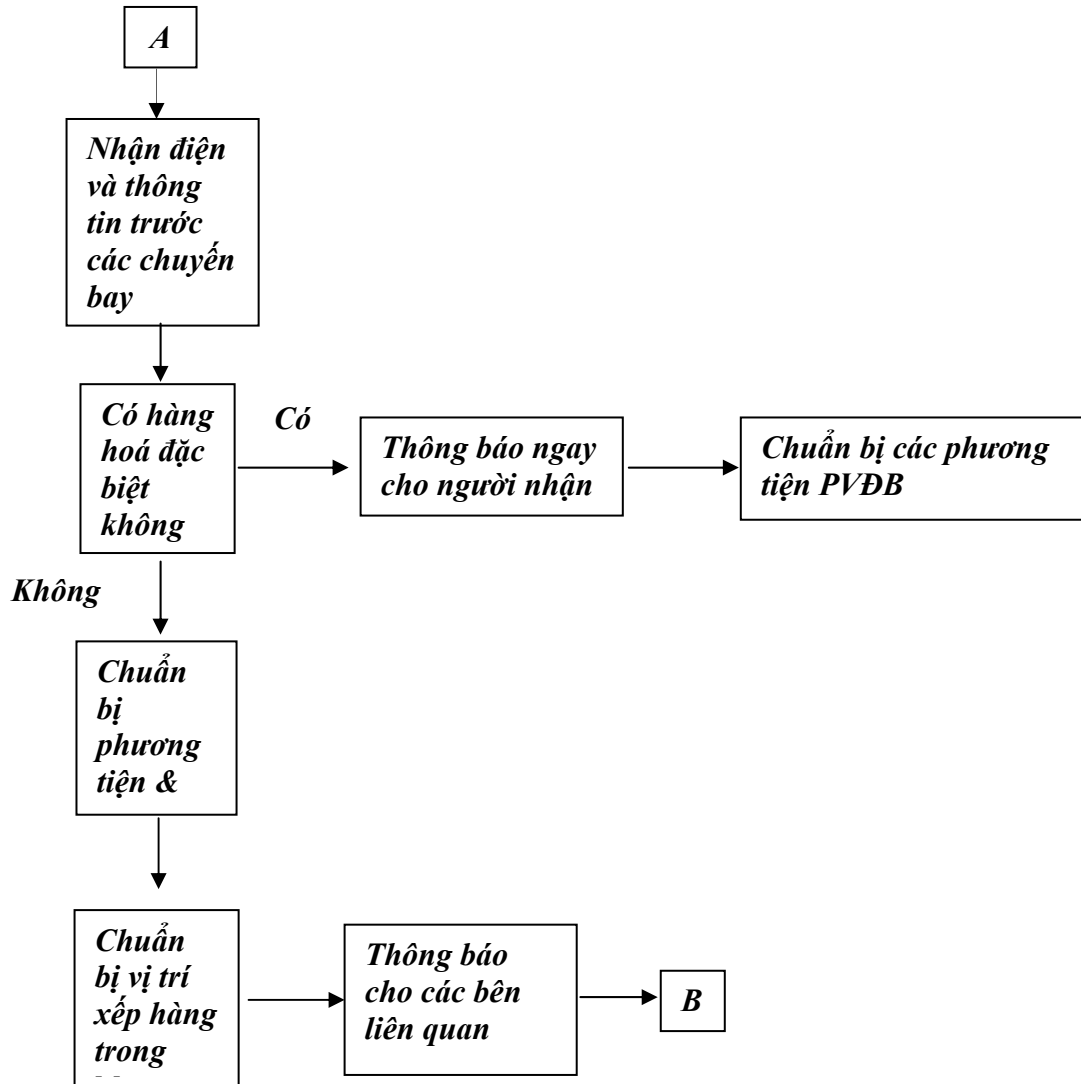 A
Nhận điện
và thông
tin trước
các chuyến
bay
Có hàng
hoá đặc
biệt
không
Có
Thông báo ngay
cho người nhận
Chuẩn bị các phương
tiện PVĐB
Không
Chuẩn
bị
phương
tiện &
Chuẩn
bị vị trí
xếp hàng
trong
Thông báo
cho các bên
liên quan
B